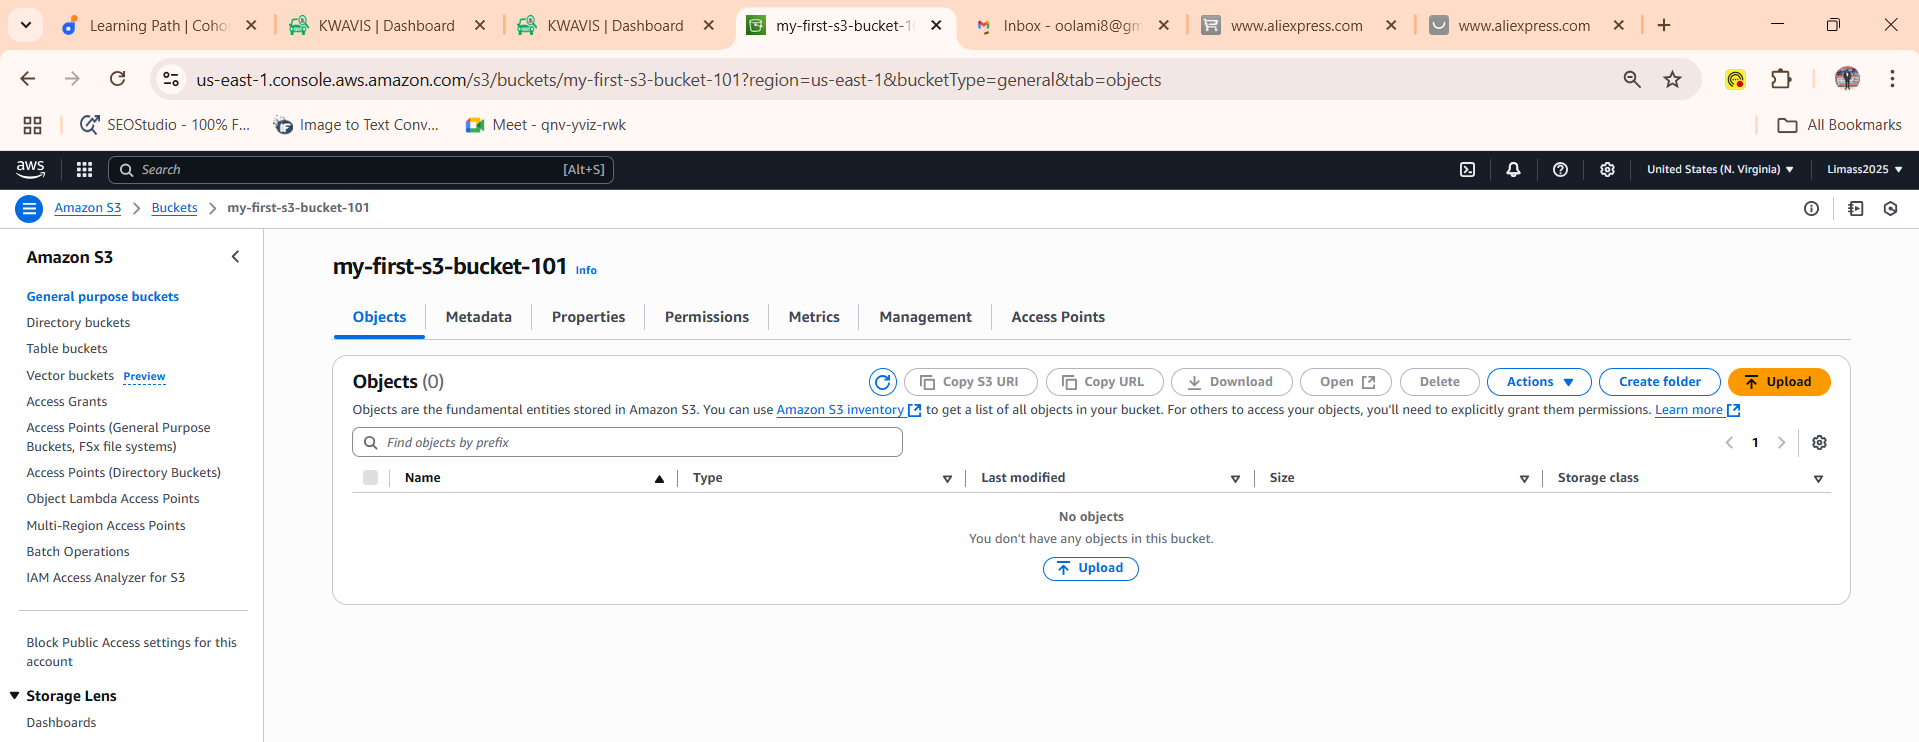 Learning Path | Coho
KWAVIS | Dashboard
KWAVIS | Dashboard
my-first-s3-bucket-1
Inbox - oolami8@gm
www.aliexpress.com
www.aliexpress.com
us-east-1.console.aws.amazon.com/s3/buckets/my-first-s3-bucket-101?region=us-east-1&bucketType=general&tab=objects
SEOStudio - 100% F...
Image to Text Conv...
Meet - qnv-yviz-rwk
All Bookmarks
aws
Search
[Alt+S]
United States (N. Virginia)
Limass2025
Amazon S3
Buckets
my-first-s3-bucket-101
Amazon S3
General purpose buckets
Directory buckets
Table buckets
Vector buckets Preview
Access Grants
Access Points (General Purpose
Buckets, FSx file systems)
Access Points (Directory Buckets)
Object Lambda Access Points
Multi-Region Access Points
Batch Operations
IAM Access Analyzer for S3
Block Public Access settings for this
account
Storage Lens
Dashboards
my-first-s3-bucket-101 Info
Objects
Metadata
Properties
Permissions
Metrics
Management
Access Points
Objects (0)
Copy S3 URI
Copy URL
Download
Open
Delete
Actions
Create folder
Upload
Objects are the fundamental entities stored in Amazon S3. You can use Amazon S3 inventory to get a list of all objects in your bucket. For others to access your objects, you'll need to explicitly grant them permissions. Learn more
Find objects by prefix
1
Name
Type
Last modified
Size
Storage class
No objects
You don't have any objects in this bucket.
Upload